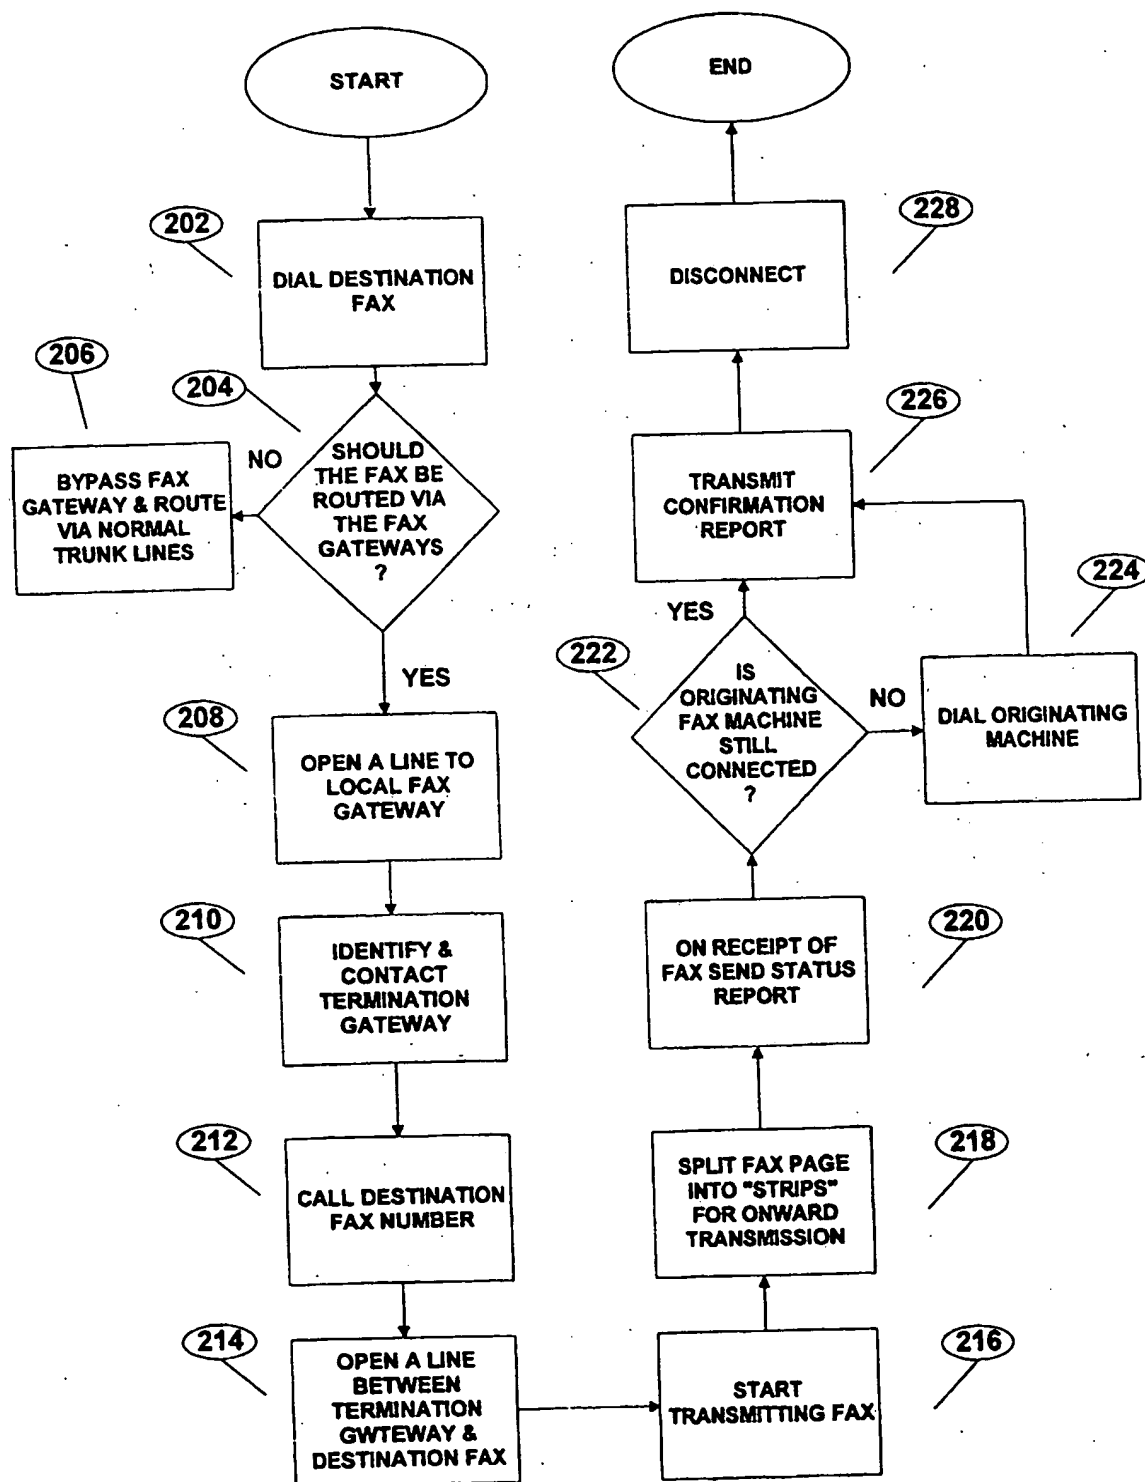 START
202
DIAL DESTINATION
FAX
206
204
BYPASS FAX
GATEWAY & ROUTE
VIA NORMAL
TRUNK LINES
NO
SHOULD
THE FAX BE
ROUTED VIA
THE FAX
GATEWAYS
?
YES
208
OPEN A LINE TO
LOCAL FAX
GATEWAY
210
IDENTIFY &
CONTACT
TERMINATION
GATEWAY
212
CALL DESTINATION
FAX NUMBER
214
OPEN A LINE
BETWEEN
TERMINATION
GWTEWAY &
DESTINATION FAX
216
START
TRANSMITTING FAX
218
SPLIT FAX PAGE
INTO "STRIPS"
FOR ONWARD
TRANSMISSION
220
ON RECEIPT OF
FAX SEND STATUS
REPORT
222
IS
ORIGINATING
FAX MACHINE
STILL
CONNECTED
?
NO
224
DIAL ORIGINATING
MACHINE
YES
226
TRANSMIT
CONFIRMATION
REPORT
228
DISCONNECT
END